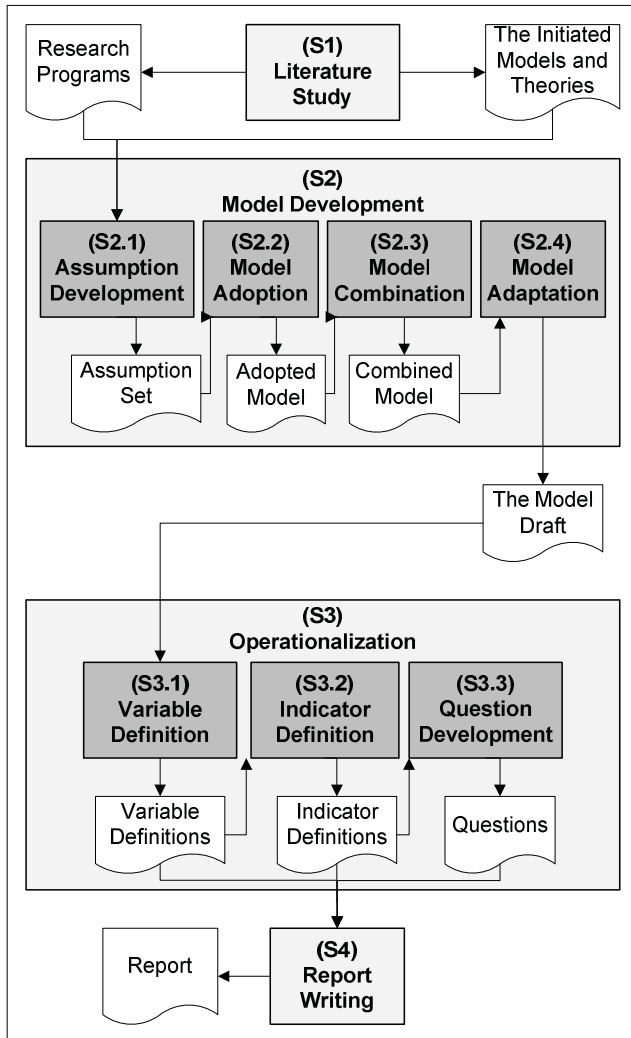 Research
Programs
(S1)
Literature
Study
The Initiated
Models and
Theories
(S2)
Model Development
(S2.1)
Assumption
Development
(S2.2)
Model
Adoption
(S2.3)
Model
Combination
(S2.4)
Model
Adaptation
Assumption
Set
Adopted
Model
Combined
Model
The Model
Draft
(S3)
Operationalization
(S3.1)
Variable
Definition
(S3.2)
Indicator
Definition
(S3.3)
Question
Development
Variable
Definitions
Indicator
Definitions
Questions
Report
(S4)
Report
Writing